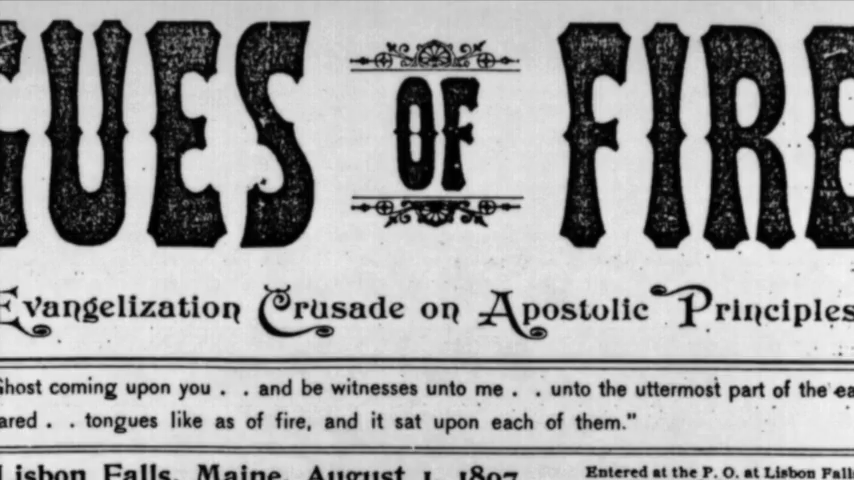 GUES OF FIRE
Evangelization Crusade on Apostolic Principles
Ghost coming upon you . . and be witnesses unto me . . unto the uttermost part of the ea
ared . . tongues like as of fire, and it sat upon each of them."
Lisbon Falls, Maine, August 1, 1897
Entered at the P. O. at Lisbon Falls